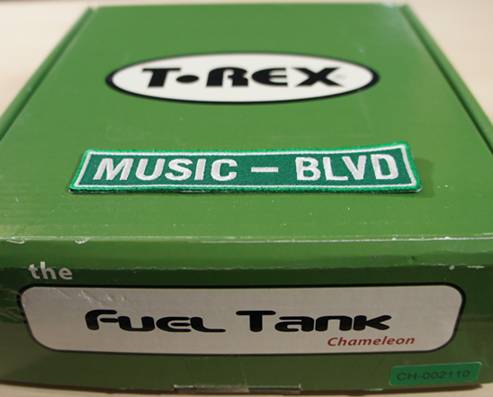 T•REX
MUSIC – BLVD
the
FUEL TANK
Chameleon
CH-002110